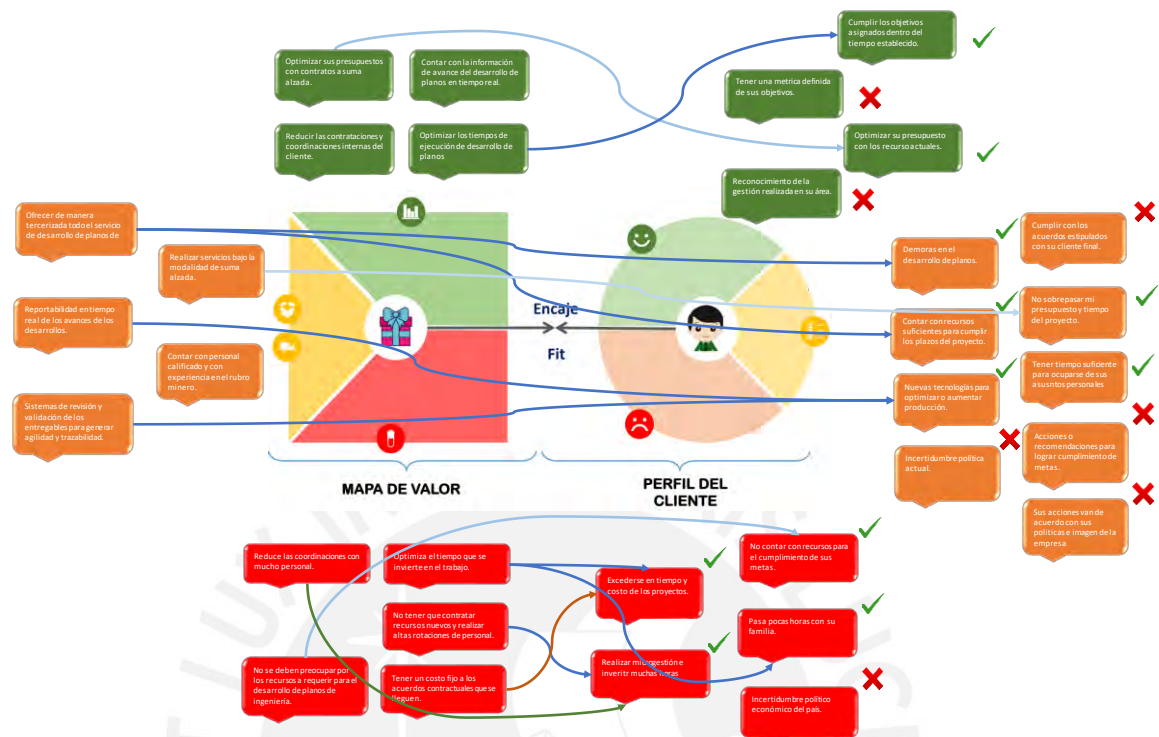 Cumplir los objetivos
asignados dentro del
tiempo establecido.
Optimizar sus presupuestos
con contratos a suma
alzada.
Contar con la información
de avance del desarrollo de
planos en tiempo real.
Tener una metrica definida
de sus objetivos.
Reducir las contrataciones y
coordinaciones internas del
cliente.
Optimizar los tiempos de
ejecución de desarrollo de
planos
Optimizar su presupuesto
con los recurso actuales.
Reconocimiento de la
gestión realizada en su área.
Ofrecer de manera
tercerizada todo el servicio
de desarrollo de planos de
Realizar servicios bajo la
modalidad de suma
alzada.
Reportabilidad en tiempo
real de los avances de los
desarrollos.
Contar con personal
calificado y con
experiencia en el rubro
minero.
Sistemas de revisión y
validación de los
entregables para generar
agilidad y trazabilidad.
Encaje
Fit
Demoras en el
desarrollo de planos.
Cumplir con los
acuerdos estipulados
con su cliente final.
Contar con recursos
suficientes para cumplir
los plazos del proyecto.
No sobrepasar mi
presupuesto y tiempo
del proyecto.
Nuevas tecnologías para
optimizar o aumentar
producción.
Tener tiempo suficiente
para ocuparse de sus
asusntos personales
Incertidumbre política
actual.
Acciones o
recomendaciones para
lograr cumplimiento de
metas.
Sus acciones van de
acuerdo con sus
políticas e imagen de la
empresa
MAPA DE VALOR
PERFIL DEL
CLIENTE
Reduce las coordinaciones con
mucho personal.
Optimiza el tiempo que se
invierte en el trabajo.
Excederse en tiempo y
costo de los proyectos.
No contar con recursos para
el cumplimiento de sus
metas.
No tener que contratar
recursos nuevos y realizar
altas rotaciones de personal.
Pasa pocas horas con su
familia.
No se deben preocupar por
los recursos a requerir para el
desarrollo de planos de
ingeniería.
Tener un costo fijo a los
acuerdos contractuales que se
lleguen.
Realizar microgestión e
inveritr muchas horas
Incertidumbre político
económico del país.